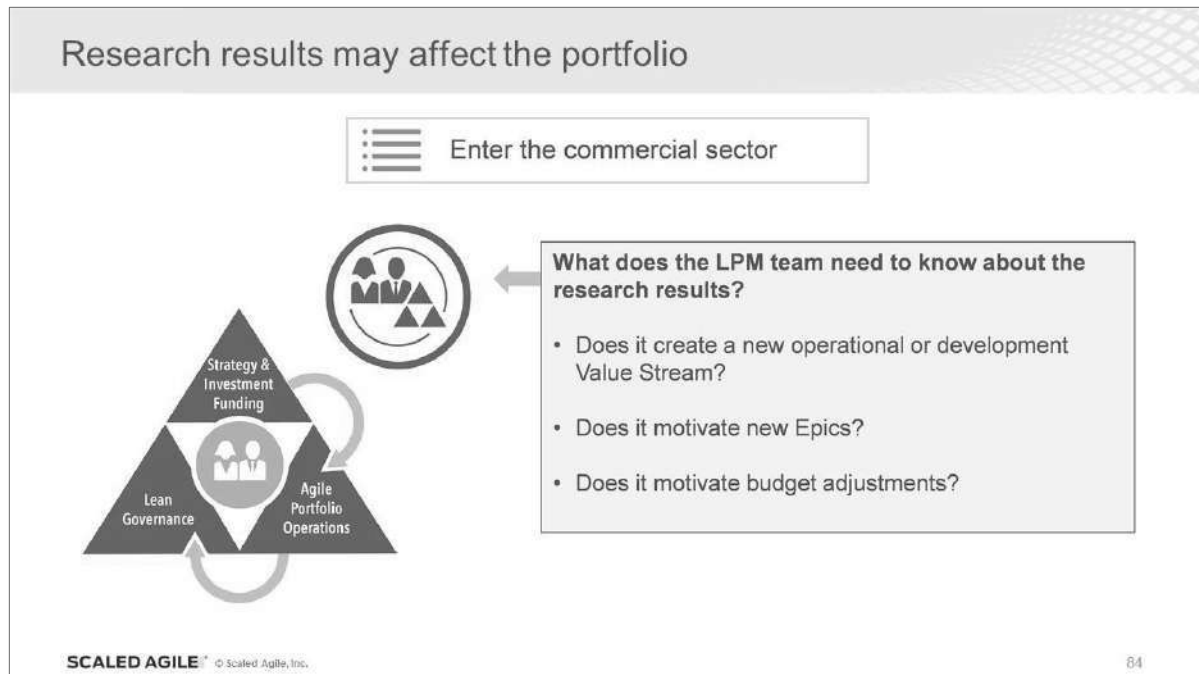 Research results may affect the portfolio
Enter the commercial sector
What does the LPM team need to know about the
research results?
• Does it create a new operational or development
Value Stream?
• Does it motivate new Epics?
• Does it motivate budget adjustments?
Strategy &
Investment
Funding
Lean
Governance
Agile
Portfolio
Operations
SCALED AGILE® © Scaled Agile, Inc.
84